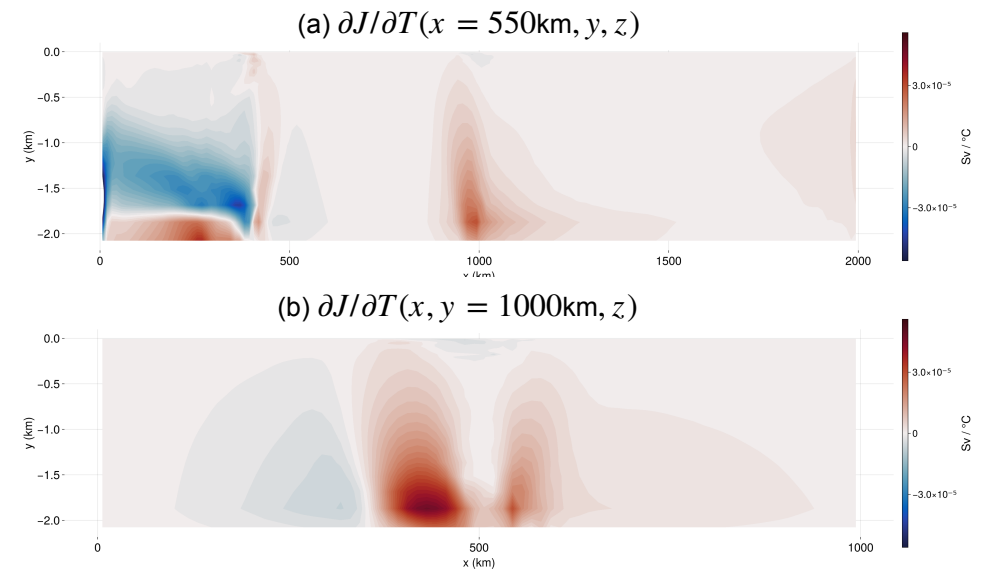 (a) ∂J/∂T(x = 550km, y, z)
0.0
−0.5
−1.0
−1.5
−2.0
y (km)
0 500 1000 1500 2000
x (km)
3.0×10⁻⁵
0
−3.0×10⁻⁵
Sv / °C
(b) ∂J/∂T(x, y = 1000km, z)
0.0
−0.5
−1.0
−1.5
−2.0
y (km)
0 500 1000
x (km)
3.0×10⁻⁵
0
−3.0×10⁻⁵
Sv / °C